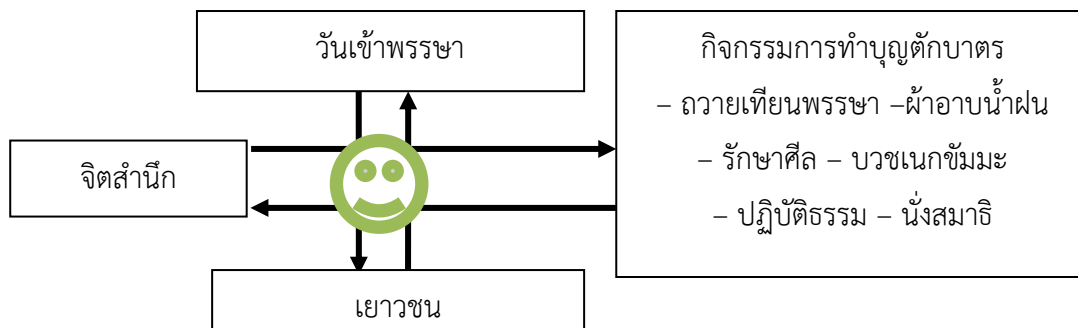 วันเข้าพรรษา
กิจกรรมการทำบุญตักบาตร
– ถวายเทียนพรรษา –ผ้าอาบน้ำฝน
– รักษาศีล – บวชเนกขัมมะ
– ปฏิบัติธรรม – นั่งสมาธิ
จิตสำนึก
เยาวชน